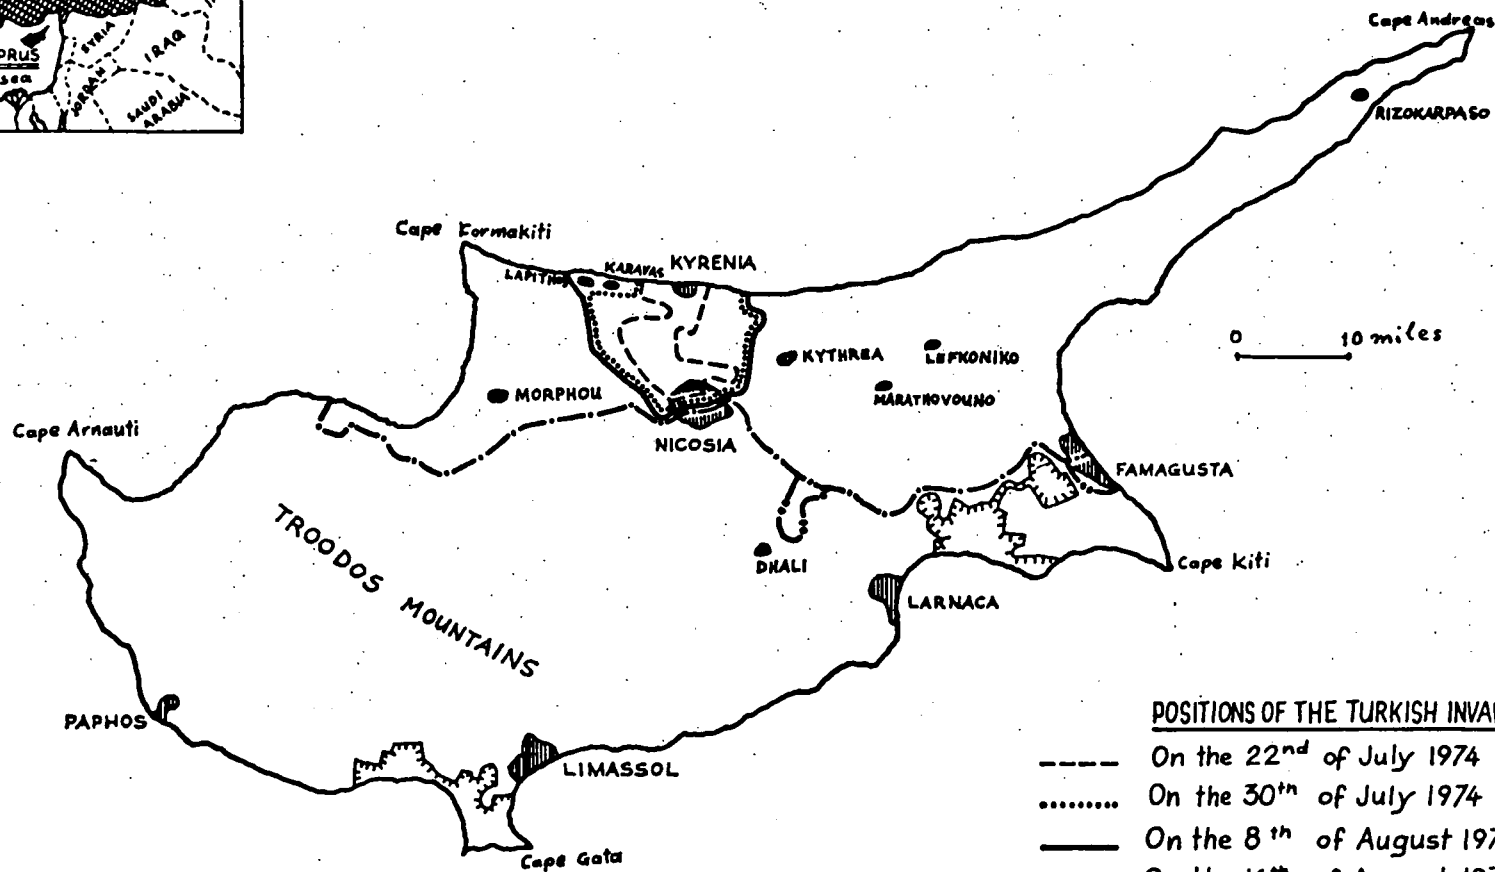 SYRIA
IRAQ
PRUS
sea
JORDAN
SAUDI
ARABIA
Cape Andreas
RIZOKARPASO
Cape Kormakiti
LAPITHOS
KARAVAS
KYRENIA
0 10 miles
KYTHREA
LEFKONIKO
MORPHOU
MARATHOVOUNO
Cape Arnauti
NICOSIA
FAMAGUSTA
TROODOS MOUNTAINS
DHALI
Cape Kiti
LARNACA
PAPHOS
LIMASSOL
Cape Gata
POSITIONS OF THE TURKISH
On the 22nd of July 1974
On the 30th of July 1974
On the 8th of August